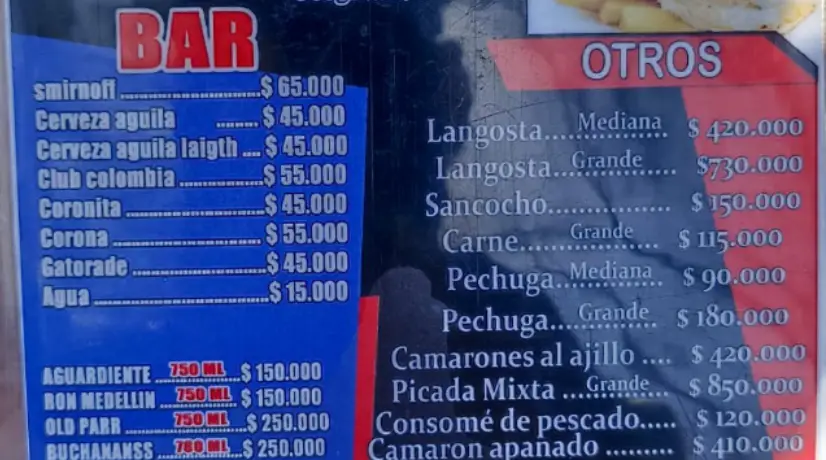 BAR
smirnoff $ 65.000
Cerveza aguila $ 45.000
Cerveza aguila laigth $ 45.000
Club colombia $ 55.000
Coronita $ 45.000
Corona $ 55.000
Gatorade $ 45.000
Agua $ 15.000
AGUARDIENTE 750 ML $ 150.000
RON MEDELLIN 750 ML $ 150.000
OLD PARR 750 ML $ 250.000
BUCHANANSS 780 ML $ 250.000
OTROS
Langosta Mediana $ 420.000
Langosta Grande $730.000
Sancocho $ 150.000
Carne Grande $ 115.000
Pechuga Mediana $ 90.000
Pechuga Grande $ 180.000
Camarones al ajillo $ 420.000
Picada Mixta Grande $ 850.000
Consomé de pescado $ 120.000
Camaron apañado $ 410.000